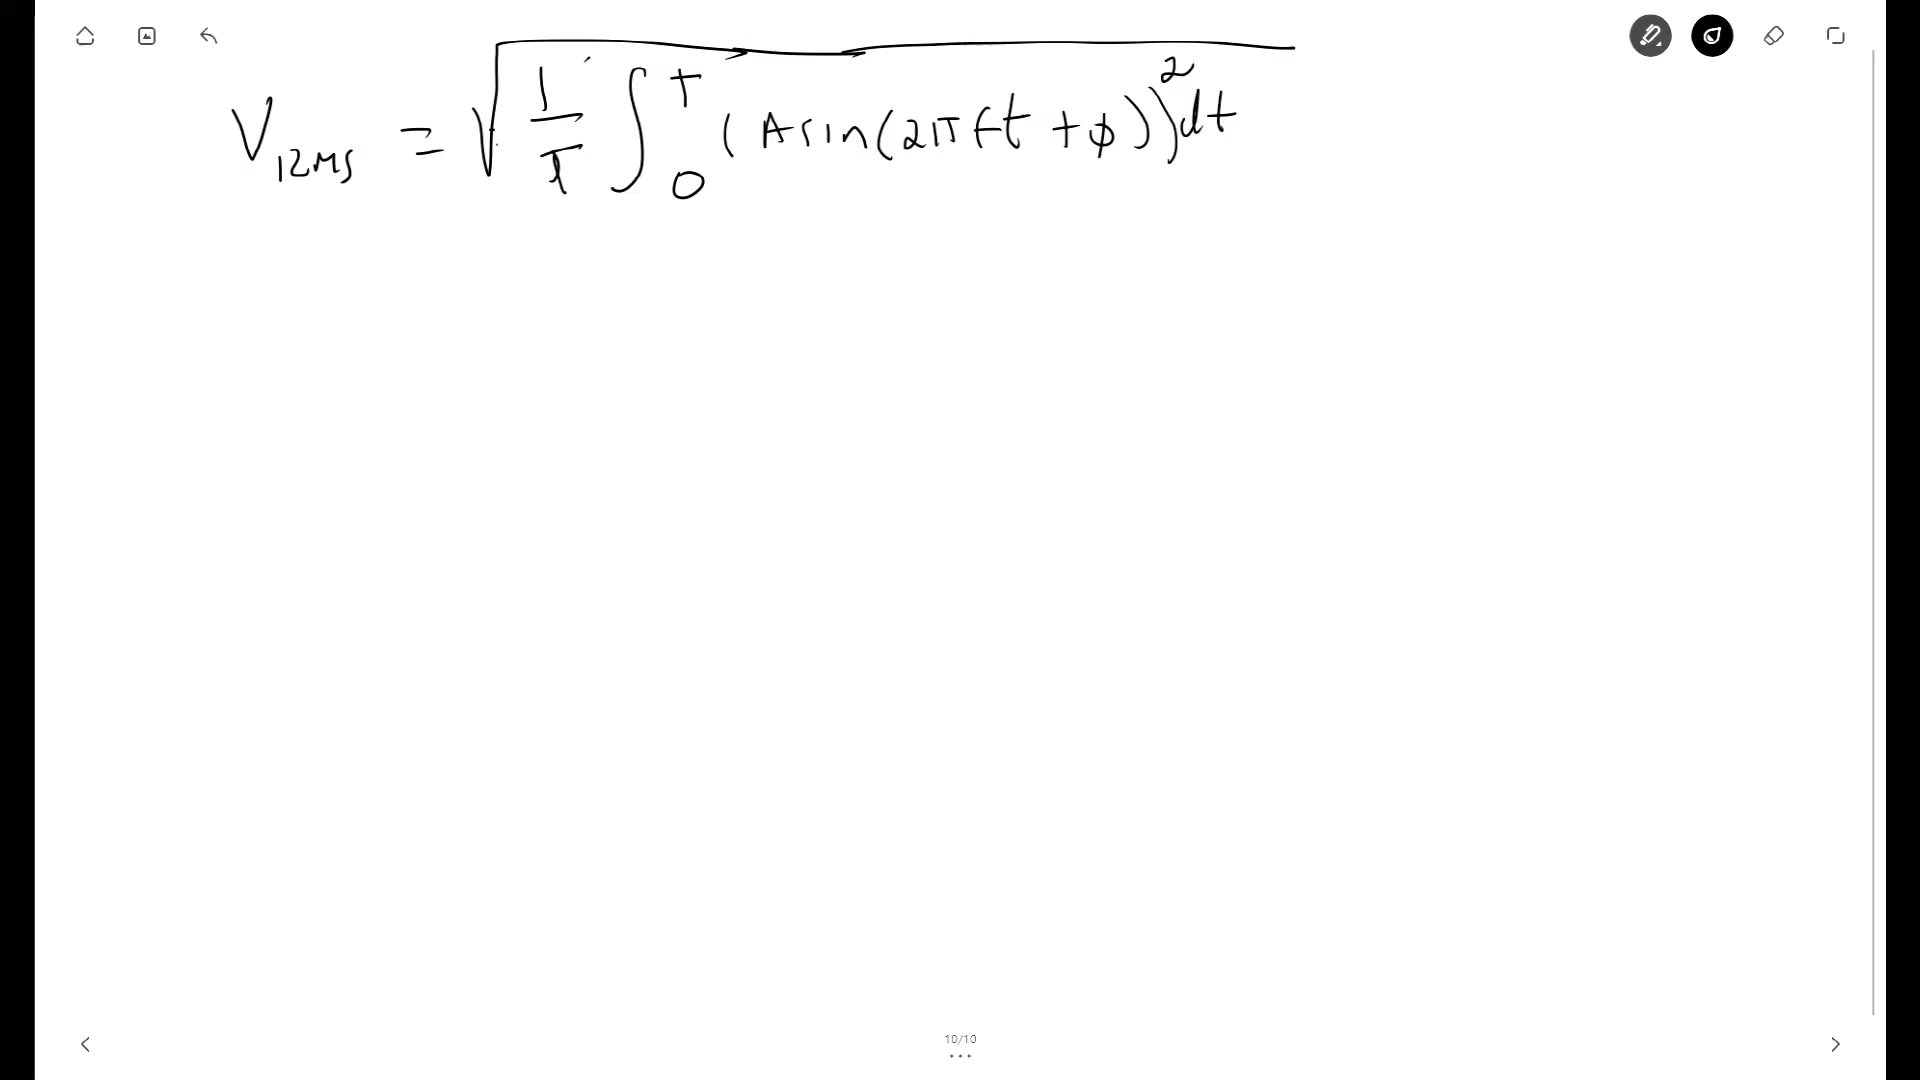 V_RMS = √(1/T ∫_0^T (A sin(2πft + φ))² dt)
10/10